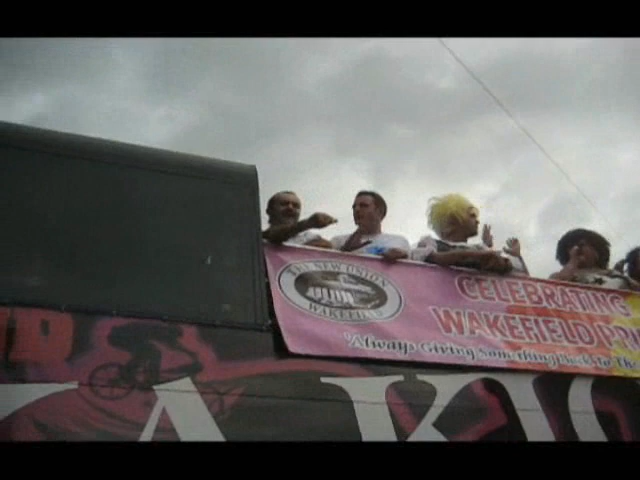 THE NEW UNION
WAKEFIELD
CELEBRATING
WAKEFIELD PRI
'Always Giving Something Back to The